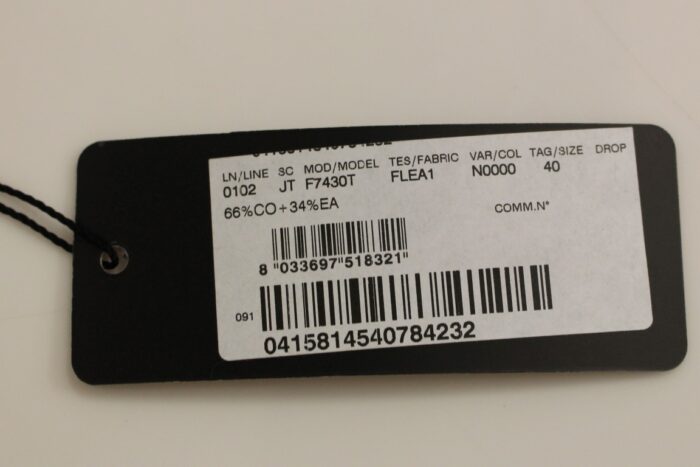 LN/LINE SC MOD/MODEL TES/FABRIC VAR/COL TAG/SIZE DROP
0102 JT F7430T FLEA1 N0000 40
66%CO+34%EA COMM.N°
8 "033697"518321"
091
0415814540784232